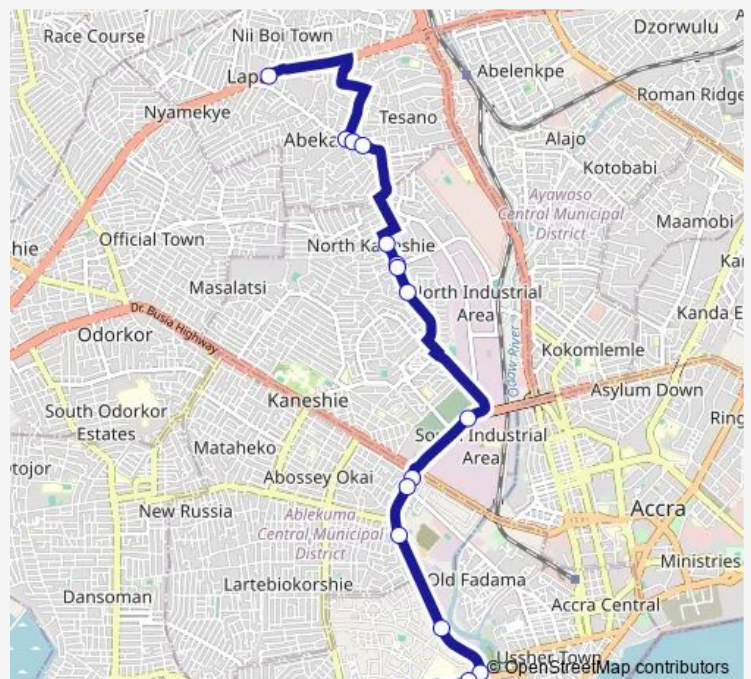 Race Course
Nii Boi Town
Dzorwulu
Abelenkpe
Roman Ridge
Nyamekye
Tesano
Abeka
Alajo
Kotobabi
Ayawaso
Central Municipal
District
Maamobi
Official Town
North Industrial
Area
Masalatsi
Dr. Busia Highway
Odaw River
Kanda E
Odorkor
Kokomlemle
Asylum Down
Kaneshie
South Odorkor
Estates
South Industrial
Area
Mataheko
Abossey Okai
New Russia
Accra
Ablekuma
Central Municipal
District
Ministries
Old Fadama
Lartebiokorshie
Dansoman
Accra Central
Ussher Town
© OpenStreetMap contributors